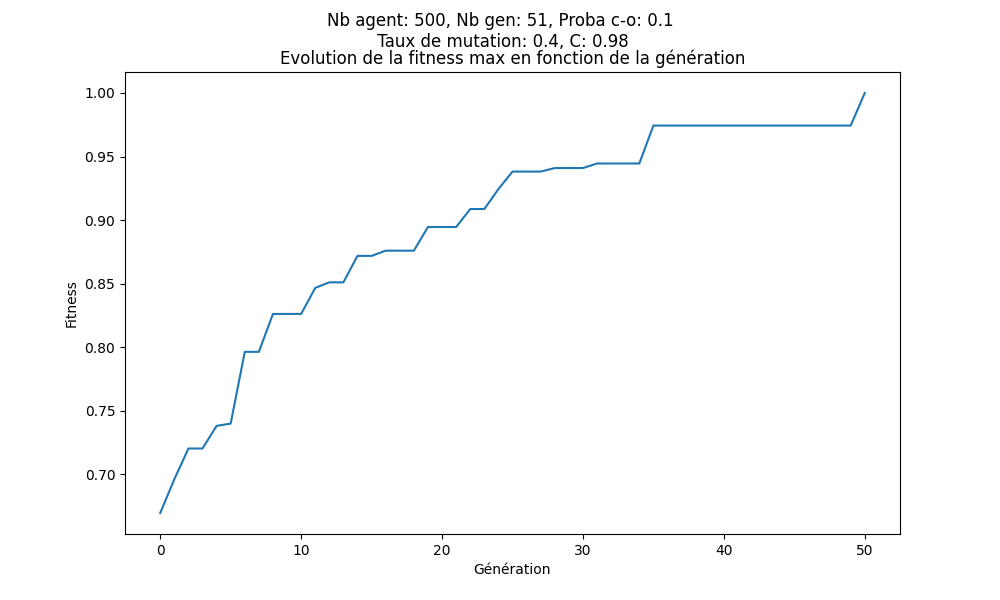 Nb agent: 500, Nb gen: 51, Proba c-o: 0.1
Taux de mutation: 0.4, C: 0.98
Evolution de la fitness max en fonction de la génération
1.00
0.95
0.90
0.85
0.80
0.75
0.70
Fitness
0 10 20 30 40 50
Génération